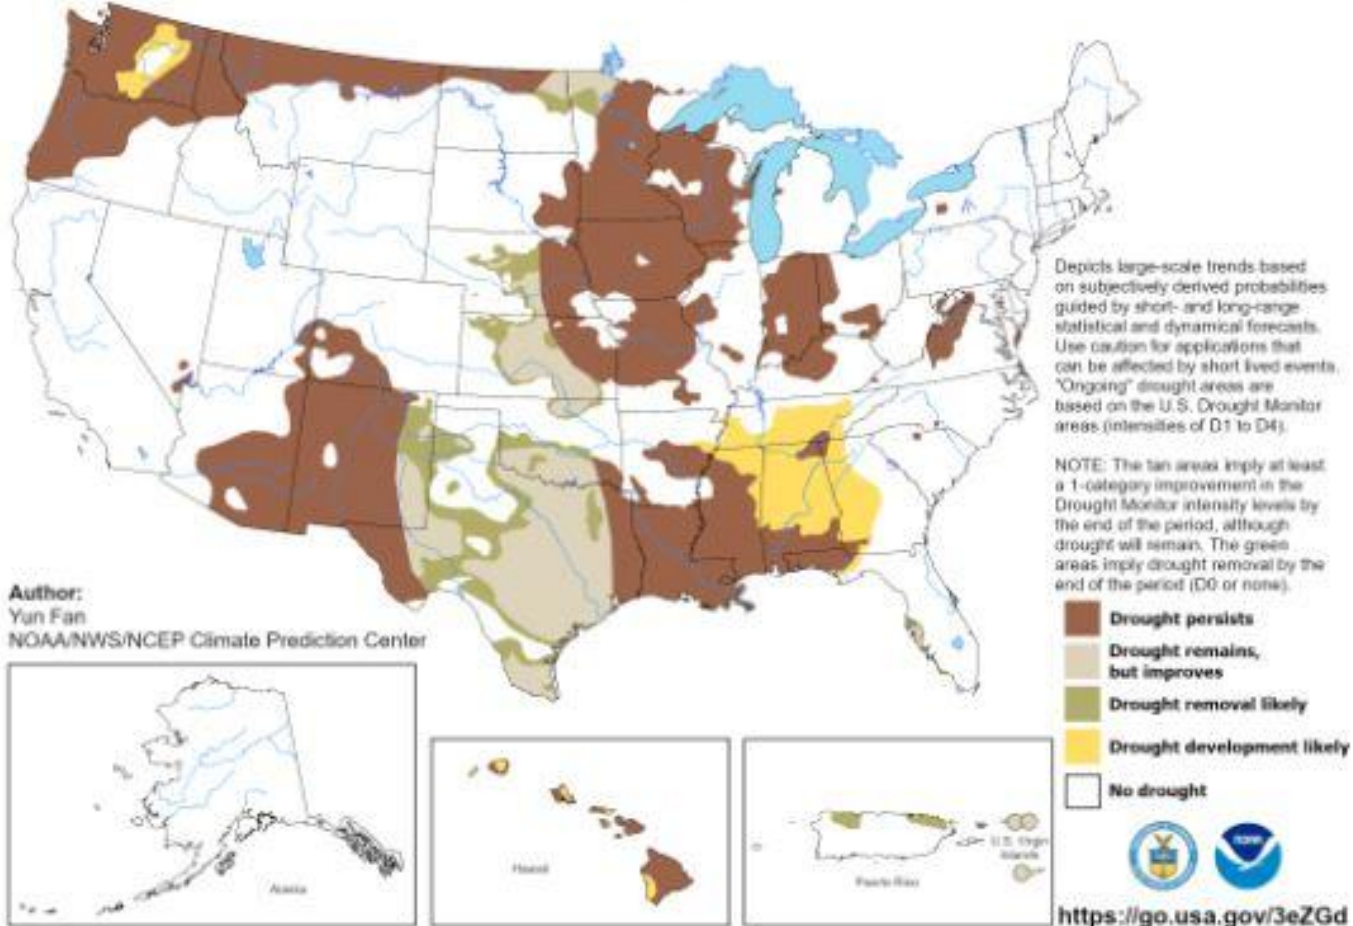 Depicts large-scale trends based
on subjectively derived probabilities
guided by short- and long-range
statistical and dynamical forecasts.
Use caution for applications that
can be affected by short lived events.
"Ongoing" drought areas are
based on the U.S. Drought Monitor
areas (intensities of D1 to D4).
NOTE: The tan areas imply at least
a 1-category improvement in the
Drought Monitor intensity levels by
the end of the period, although
drought will remain. The green
areas imply drought removal by the
end of the period (D0 or none).
Author:
Yun Fan
NOAA/NWS/NCEP Climate Prediction Center
Drought persists
Drought remains,
but improves
Drought removal likely
Drought development likely
No drought
Alaska
Hawaii
Puerto Rico
U.S. Virgin
Islands
NOAA
https://go.usa.gov/3eZGd